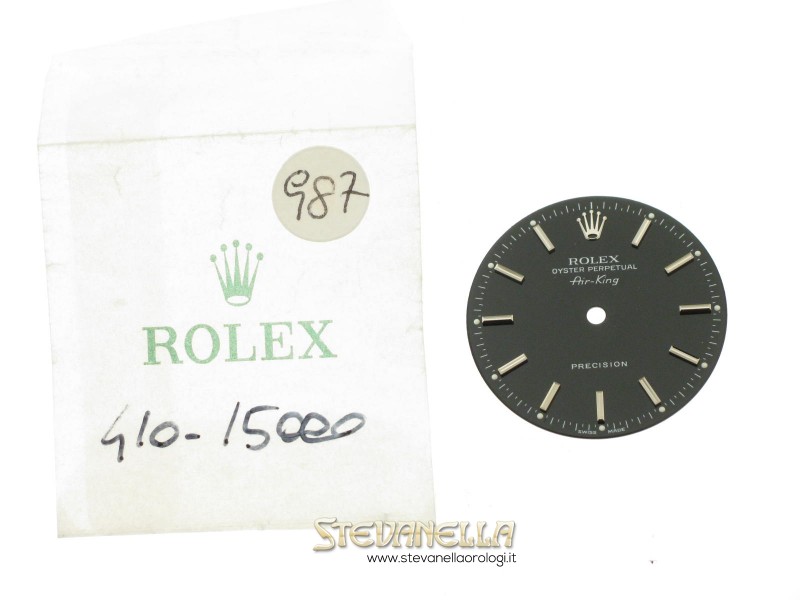 987
ROLEX
410-15000
ROLEX
OYSTER PERPETUAL
Air-King
PRECISION
SWISS MADE
STEVANELLA
www.stevanellaorologi.it